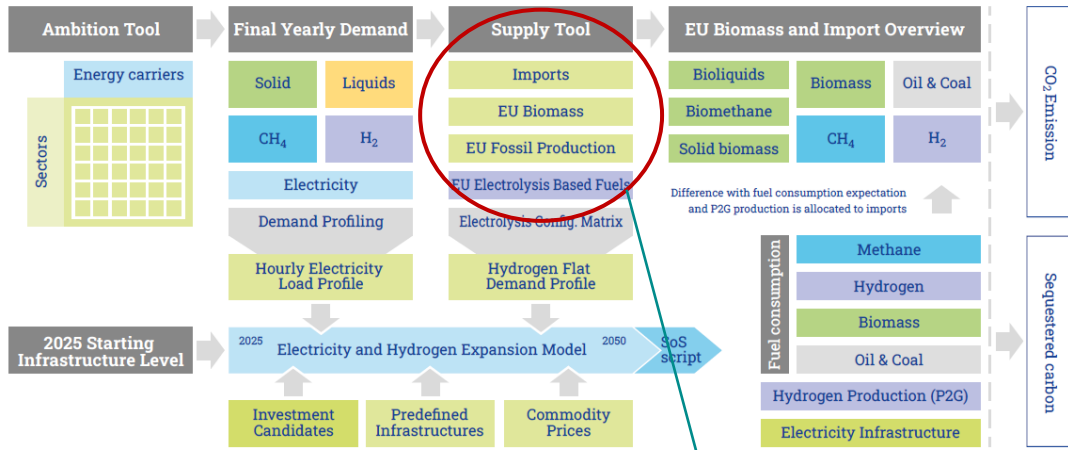 Ambition Tool
Energy carriers
Sectors
Final Yearly Demand
Solid
Liquids
CH₄
H₂
Electricity
Demand Profiling
Hourly Electricity
Load Profile
Supply Tool
Imports
EU Biomass
EU Fossil Production
EU Electrolysis Based Fuels
Electrolysis Config. Matrix
Hydrogen Flat
Demand Profile
EU Biomass and Import Overview
Bioliquids
Biomethane
Solid biomass
Biomass
Oil & Coal
CH₄
H₂
Difference with fuel consumption expectation
and P2G production is allocated to imports
Fuel consumption
Methane
Hydrogen
Biomass
Oil & Coal
Hydrogen Production (P2G)
Electricity Infrastructure
CO₂ Emission
Sequestered carbon
2025 Starting
Infrastructure Level
2025
Electricity and Hydrogen Expansion Model
2050
SoS
script
Investment
Candidates
Predefined
Infrastructures
Commodity
Prices